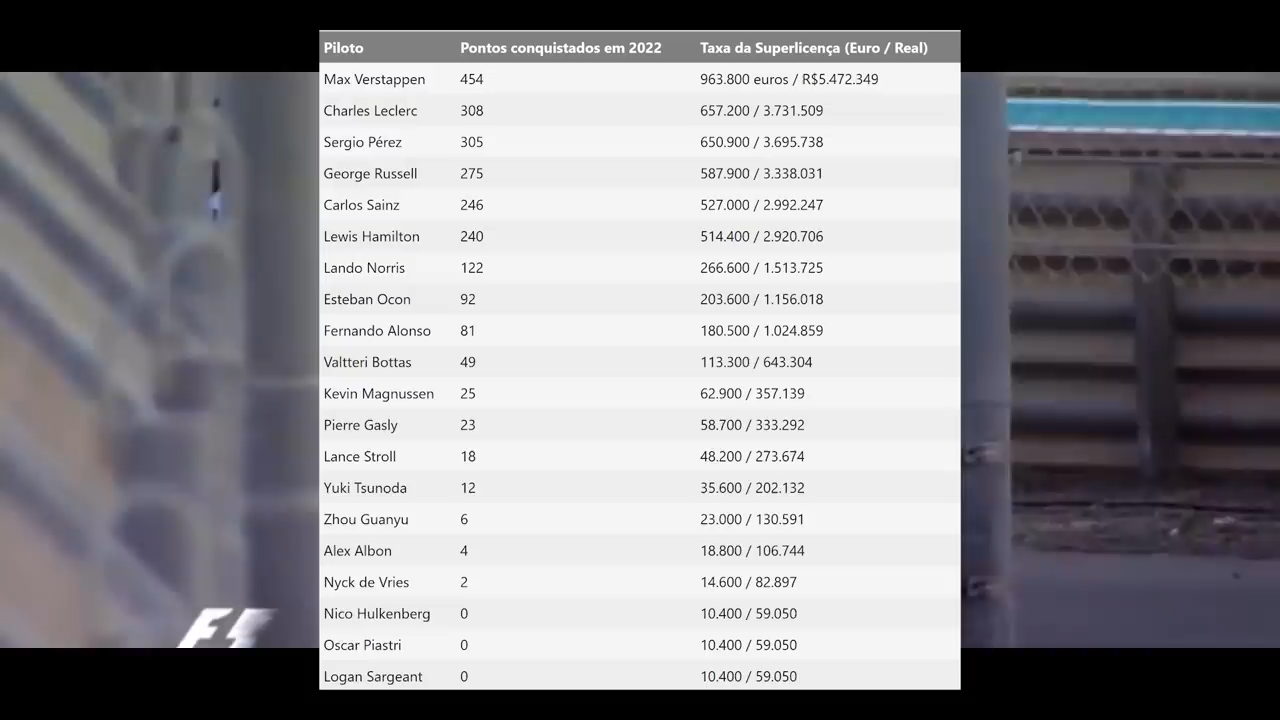 Piloto Pontos conquistados em 2022 Taxa da Superlicença (Euro / Real)
Max Verstappen 454 963.800 euros / R$5.472.349
Charles Leclerc 308 657.200 / 3.731.509
Sergio Pérez 305 650.900 / 3.695.738
George Russell 275 587.900 / 3.338.031
Carlos Sainz 246 527.000 / 2.992.247
Lewis Hamilton 240 514.400 / 2.920.706
Lando Norris 122 266.600 / 1.513.725
Esteban Ocon 92 203.600 / 1.156.018
Fernando Alonso 81 180.500 / 1.024.859
Valtteri Bottas 49 113.300 / 643.304
Kevin Magnussen 25 62.900 / 357.139
Pierre Gasly 23 58.700 / 333.292
Lance Stroll 18 48.200 / 273.674
Yuki Tsunoda 12 35.600 / 202.132
Zhou Guanyu 6 23.000 / 130.591
Alex Albon 4 18.800 / 106.744
Nyck de Vries 2 14.600 / 82.897
Nico Hulkenberg 0 10.400 / 59.050
F1
Oscar Piastri 0 10.400 / 59.050
Logan Sargeant 0 10.400 / 59.050